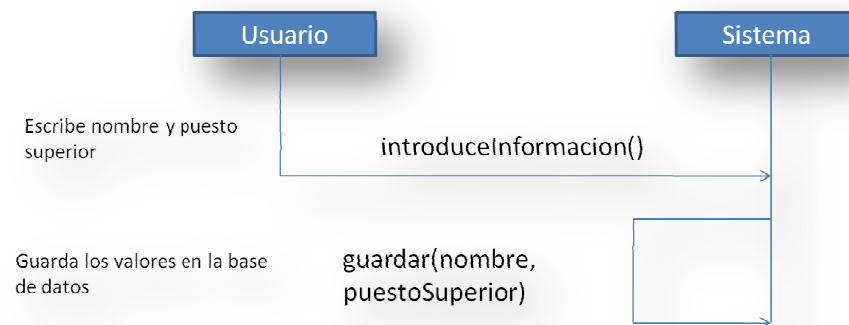 Usuario
Sistema
Escribe nombre y puesto
superior
introduceInformacion()
Guarda los valores en la base
de datos
guardar(nombre,
puestoSuperior)